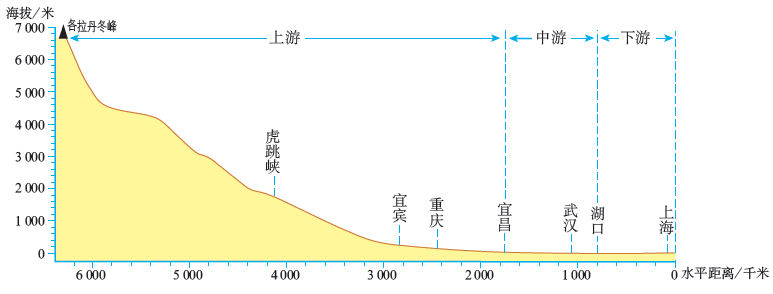 海拔/米
7 000
6 000
5 000
4 000
3 000
2 000
1 000
0
各拉丹冬峰
上游
中游
下游
虎跳峡
宜宾
重庆
宜昌
武汉
湖口
上海
6 000 5 000 4 000 3 000 2 000 1 000 0 水平距离/千米